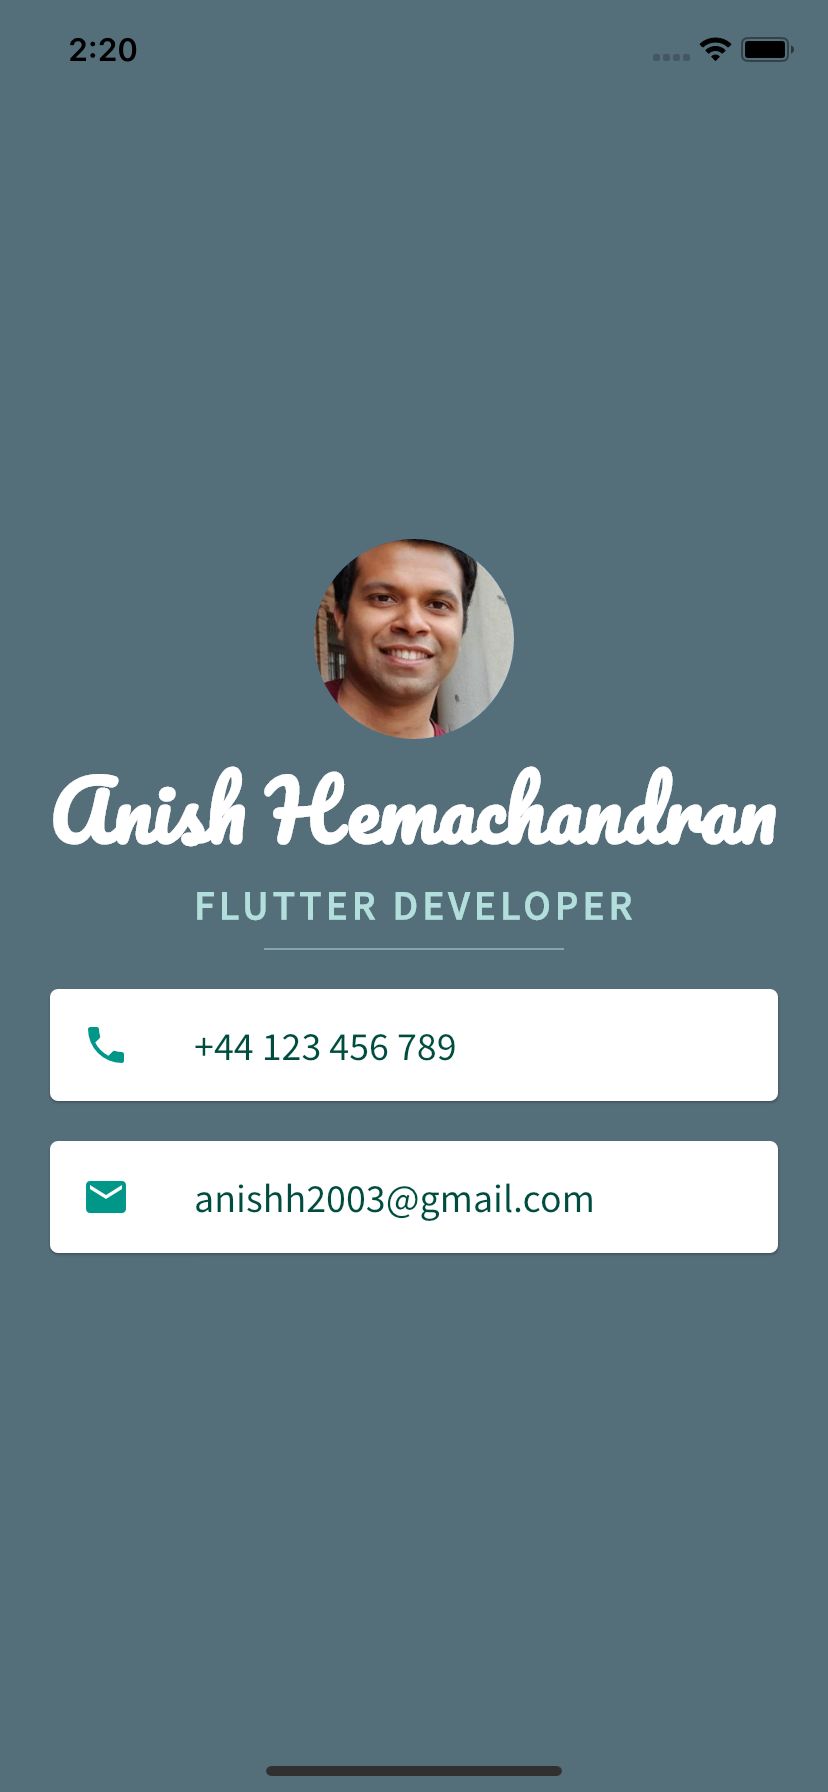 2:20
Anish Hemachandran
FLUTTER DEVELOPER
+44 123 456 789
anishh2003@gmail.com